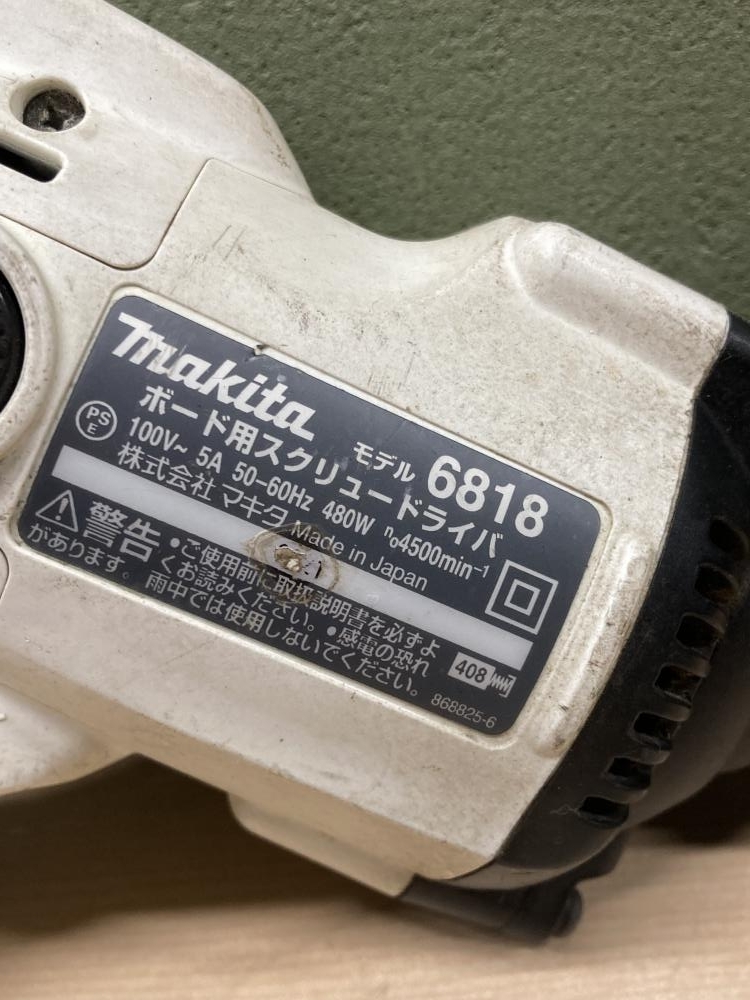 makita
ボード用スクリュードライバ
モデル 6818
PS E 100V~ 5A 50-60Hz 480W n₀4500min⁻¹
株式会社 マキタ Made in Japan
警告 •ご使用前に取扱説明書を必ずよ
くお読みください。 •感電の恐れ
があります。 雨中では使用しないでください。
408
868825-6